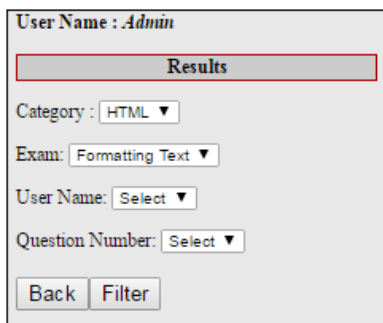 User Name : Admin
Results
Category : HTML ▼
Exam: Formatting Text ▼
User Name: Select ▼
Question Number: Select ▼
Back Filter